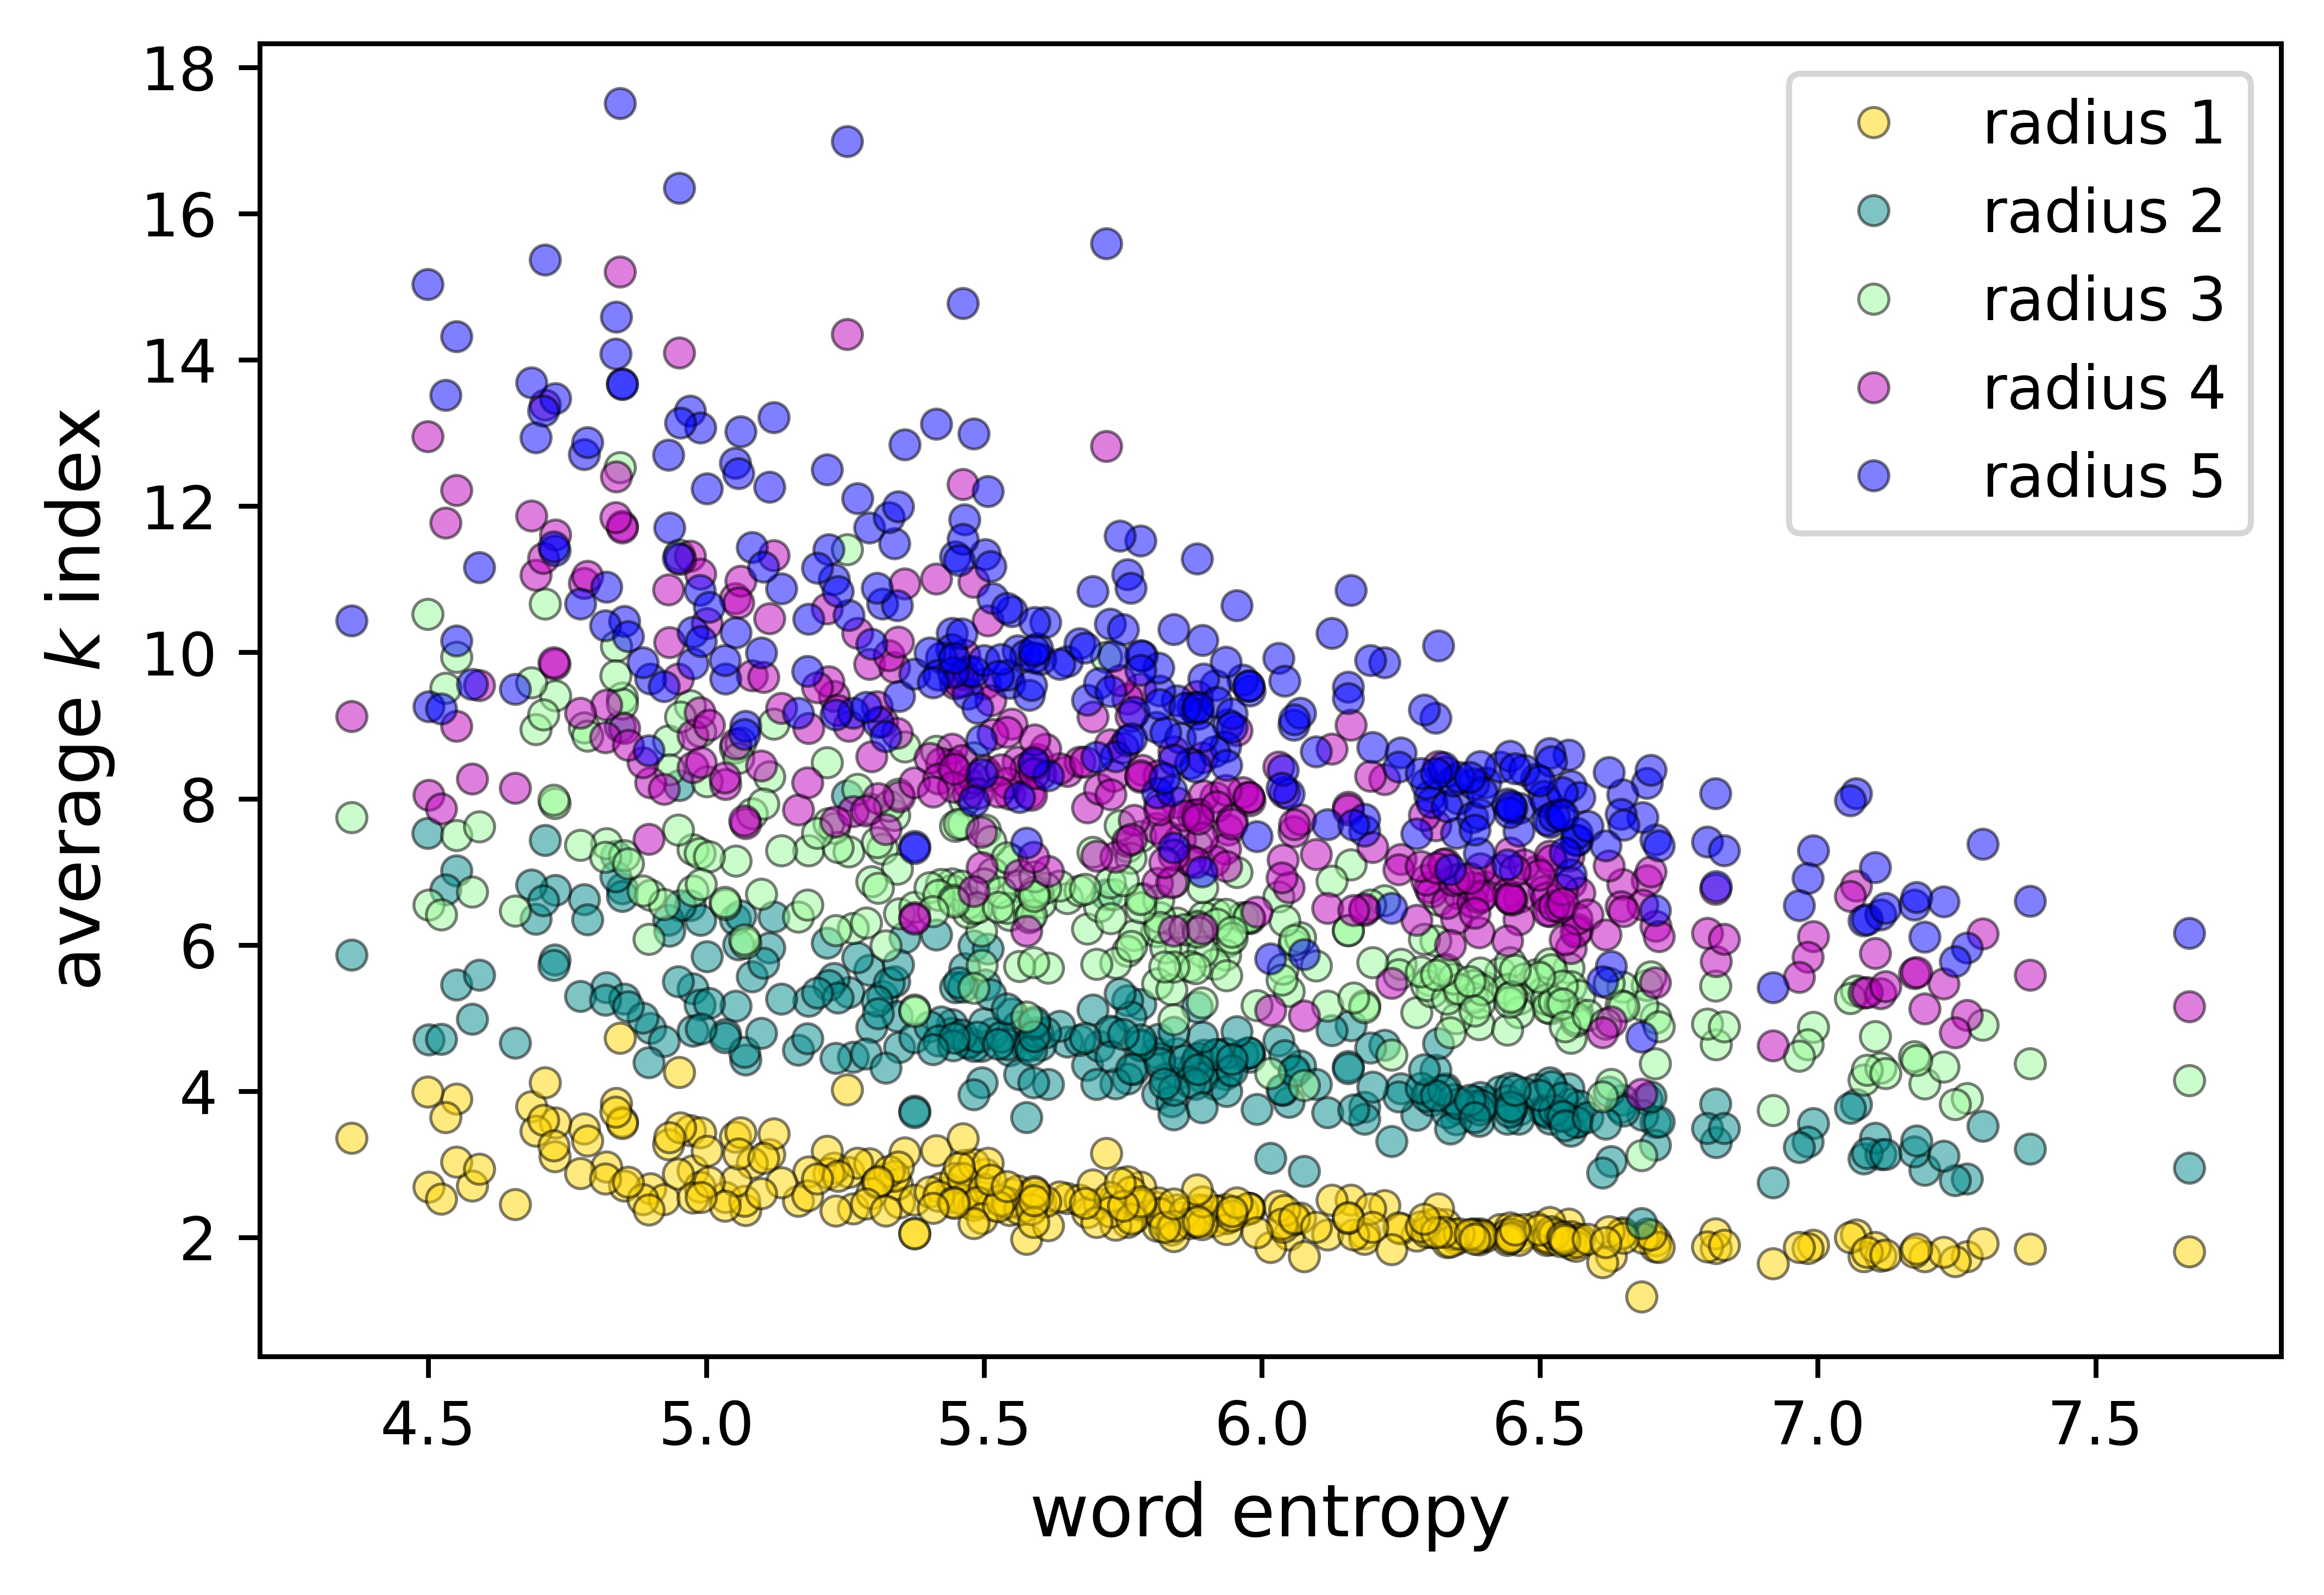 18
16
14
12
10
8
6
4
2
average k index
4.5 5.0 5.5 6.0 6.5 7.0 7.5
word entropy
radius 1
radius 2
radius 3
radius 4
radius 5